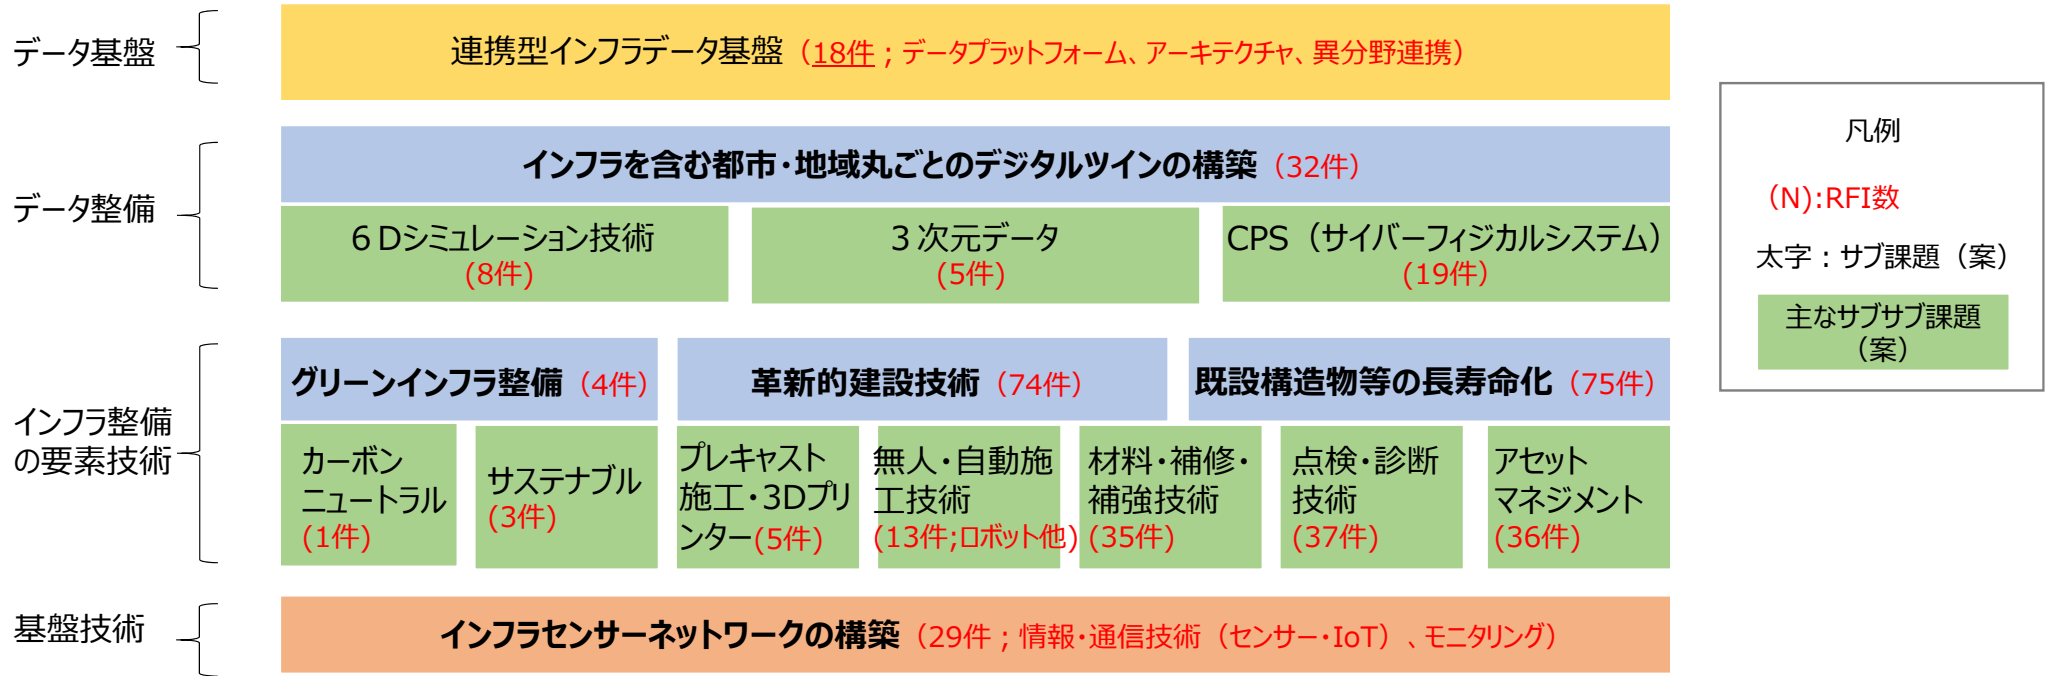 データ基盤
連携型インフラデータ基盤（18件；データプラットフォーム、アーキテクチャ、異分野連携）
データ整備
インフラを含む都市・地域丸ごとのデジタルツインの構築（32件）
６Dシミュレーション技術
(8件)
３次元データ
(5件)
CPS（サイバーフィジカルシステム）
(19件）
インフラ整備
の要素技術
グリーンインフラ整備（4件）
革新的建設技術（74件）
既設構造物等の長寿命化（75件）
カーボン
ニュートラル
(1件)
サステナブル
(3件)
プレキャスト
施工・3Dプリ
ンター(5件)
無人・自動施
工技術
(13件;ロボット他)
材料・補修・
補強技術
(35件)
点検・診断
技術
(37件)
アセット
マネジメント
(36件)
基盤技術
インフラセンサーネットワークの構築（29件；情報・通信技術（センサー・IoT）、モニタリング）
凡例
（N):RFI数
太字：サブ課題（案）
主なサブサブ課題
（案）